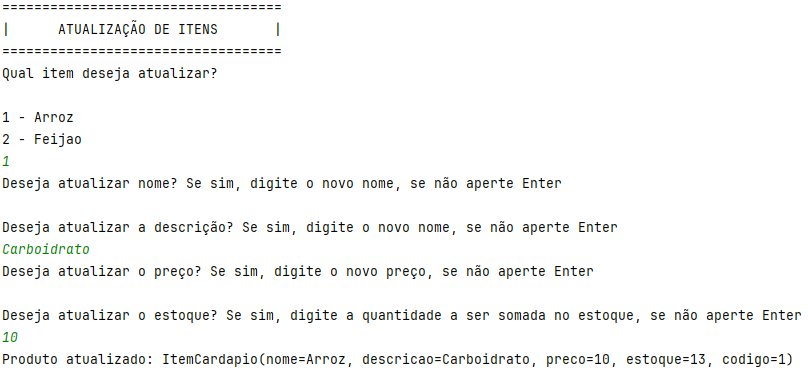 ===================================
|      ATUALIZAÇÃO DE ITENS       |
===================================
Qual item deseja atualizar?
1 - Arroz
2 - Feijao
1
Deseja atualizar nome? Se sim, digite o novo nome, se não aperte Enter
Deseja atualizar a descrição? Se sim, digite o novo nome, se não aperte Enter
Carboidrato
Deseja atualizar o preço? Se sim, digite o novo preço, se não aperte Enter
Deseja atualizar o estoque? Se sim, digite a quantidade a ser somada no estoque, se não aperte Enter
10
Produto atualizado: ItemCardapio(nome=Arroz, descricao=Carboidrato, preco=10, estoque=13, codigo=1)